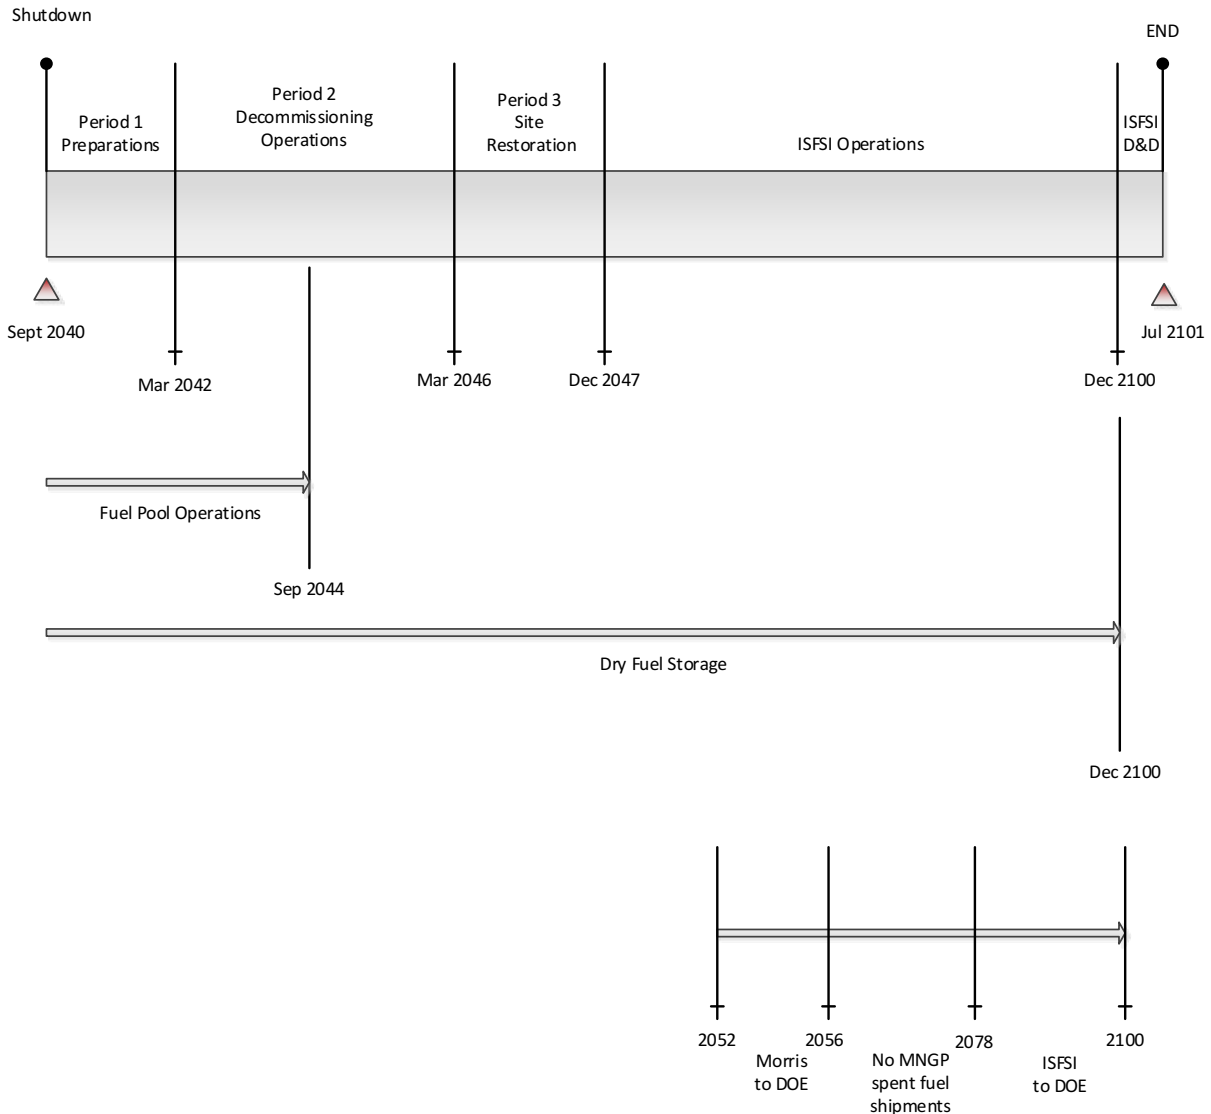 Shutdown
END
Period 1
Preparations
Period 2
Decommissioning
Operations
Period 3
Site
Restoration
ISFSI Operations
ISFSI
D&D
Sept 2040
Jul 2101
Mar 2042
Mar 2046
Dec 2047
Dec 2100
Fuel Pool Operations
Sep 2044
Dry Fuel Storage
Dec 2100
2052
2056
2078
2100
Morris
to DOE
No MNGP
spent fuel
shipments
ISFSI
to DOE